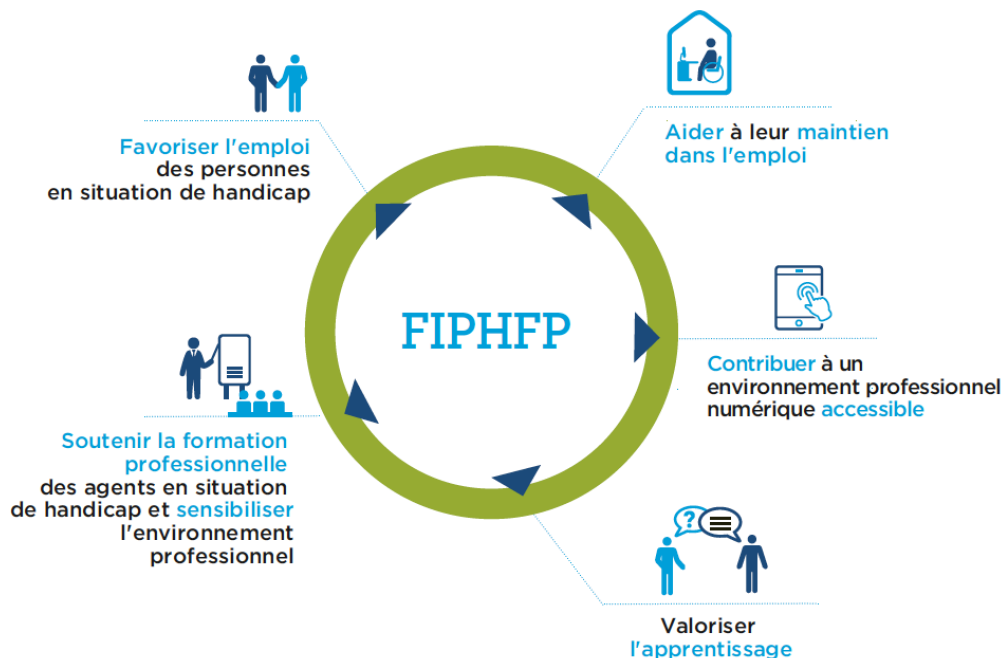 Favoriser l'emploi
des personnes
en situation de handicap
Aider à leur maintien
dans l'emploi
FIPHFP
Contribuer à un
environnement professionnel
numérique accessible
Soutenir la formation
professionnelle
des agents en situation
de handicap et sensibiliser
l'environnement
professionnel
?
Valoriser
l'apprentissage